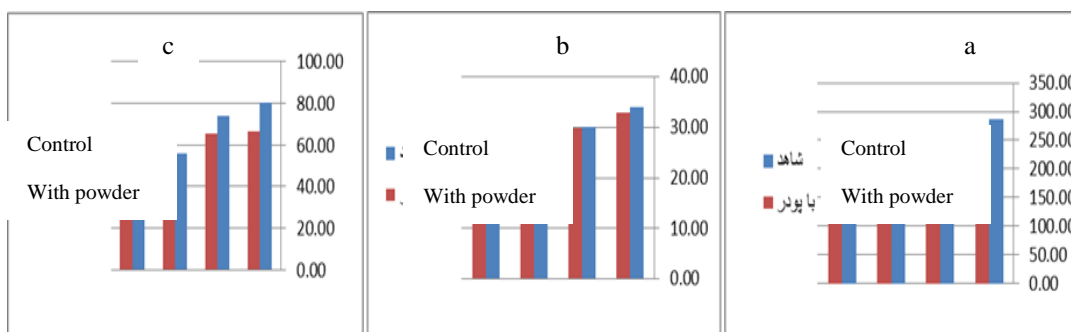 c
100.00
80.00
60.00
40.00
20.00
0.00
Control
With powder
b
40.00
30.00
20.00
10.00
0.00
Control
With powder
a
350.00
300.00
250.00
200.00
150.00
100.00
50.00
0.00
شاهد
با پودر
Control
With powder